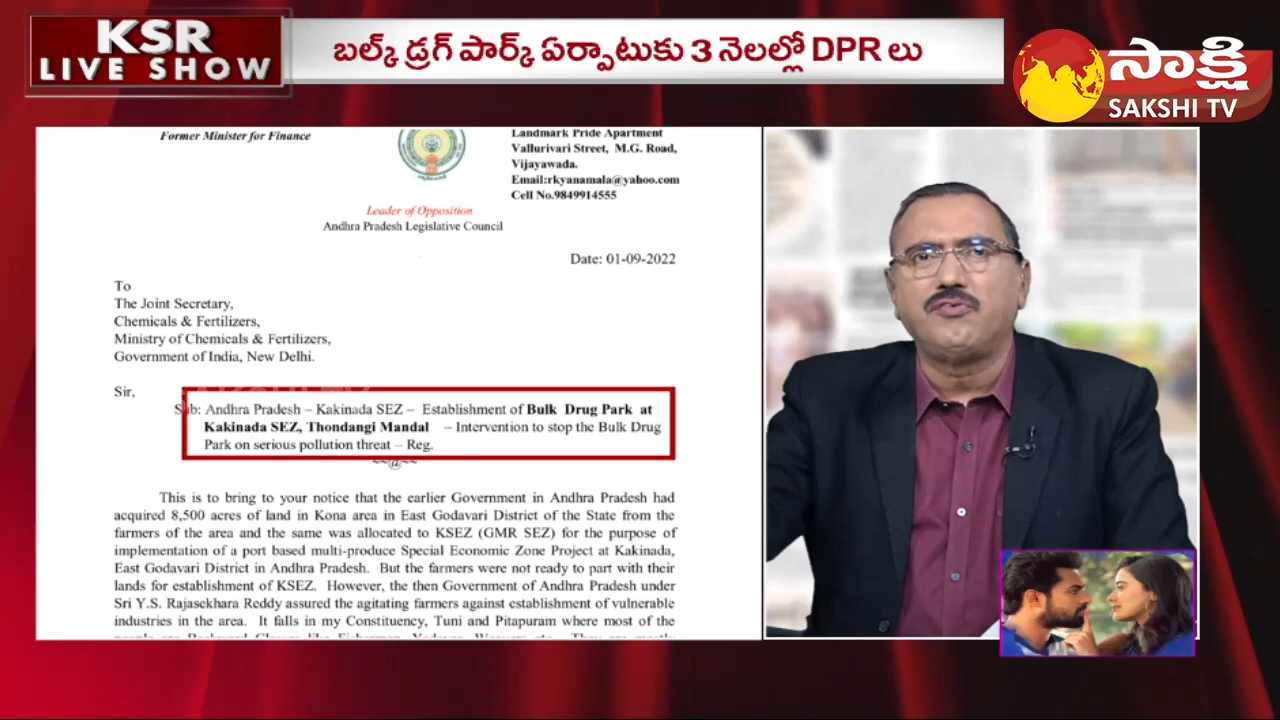 KSR
LIVE SHOW
బల్క్ డ్రగ్ పార్క్ ఏర్పాటుకు 3 నెలల్లో DPR లు
సాక్షి
SAKSHI TV
Former Minister for Finance
Landmark Pride Apartment
Vallurivari Street, M.G. Road,
Vijayawada.
Email:rkyanamala@yahoo.com
Cell No.9849914555
Leader of Opposition
Andhra Pradesh Legislative Council
Date: 01-09-2022
To
The Joint Secretary,
Chemicals & Fertilizers,
Ministry of Chemicals & Fertilizers,
Government of India, New Delhi.
Sir,
Sub: Andhra Pradesh – Kakinada SEZ – Establishment of Bulk Drug Park at
Kakinada SEZ, Thondangi Mandal – Intervention to stop the Bulk Drug
Park on serious pollution threat – Reg.
~~@~~
This is to bring to your notice that the earlier Government in Andhra Pradesh had
acquired 8,500 acres of land in Kona area in East Godavari District of the State from the
farmers of the area and the same was allocated to KSEZ (GMR SEZ) for the purpose of
implementation of a port based multi-produce Special Economic Zone Project at Kakinada,
East Godavari District in Andhra Pradesh. But the farmers were not ready to part with their
lands for establishment of KSEZ. However, the then Government of Andhra Pradesh under
Sri Y.S. Rajasekhara Reddy assured the agitating farmers against establishment of vulnerable
industries in the area. It falls in my Constituency, Tuni and Pitapuram where most of the